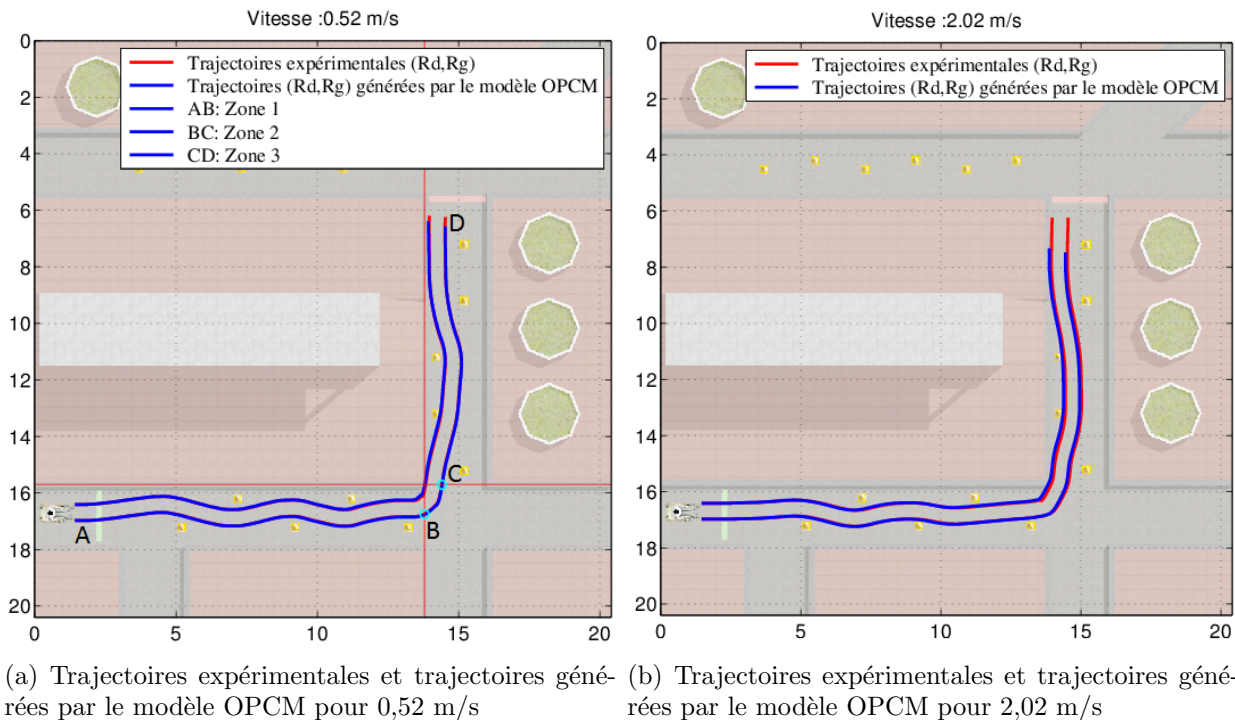 Vitesse :0.52 m/s
Trajectoires expérimentales (Rd,Rg)
Trajectoires (Rd,Rg) générées par le modèle OPCM
AB: Zone 1
BC: Zone 2
CD: Zone 3
0
2
4
6
8
10
12
14
16
18
20
0
5
10
15
20
A
B
C
D
(a) Trajectoires expérimentales et trajectoires géné-
rées par le modèle OPCM pour 0,52 m/s
Vitesse :2.02 m/s
Trajectoires expérimentales (Rd,Rg)
Trajectoires (Rd,Rg) générées par le modèle OPCM
0
2
4
6
8
10
12
14
16
18
20
0
5
10
15
20
(b) Trajectoires expérimentales et trajectoires géné-
rées par le modèle OPCM pour 2,02 m/s